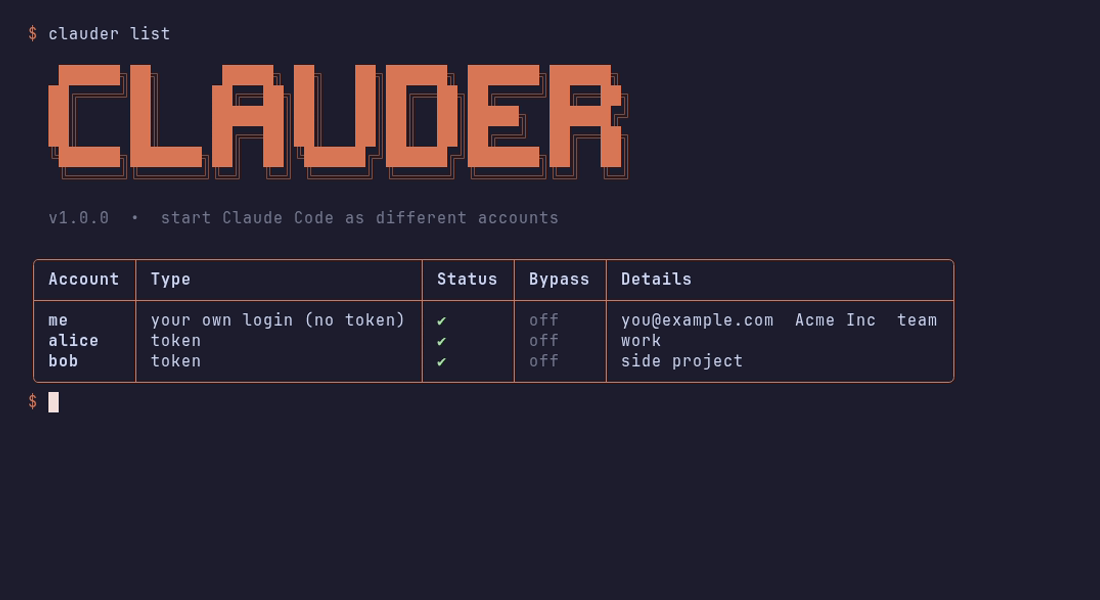 $ clauder list
CLAUDER
v1.0.0 • start Claude Code as different accounts
Account Type Status Bypass Details
me your own login (no token) ✔ off you@example.com Acme Inc team
alice token ✔ off work
bob token ✔ off side project
$